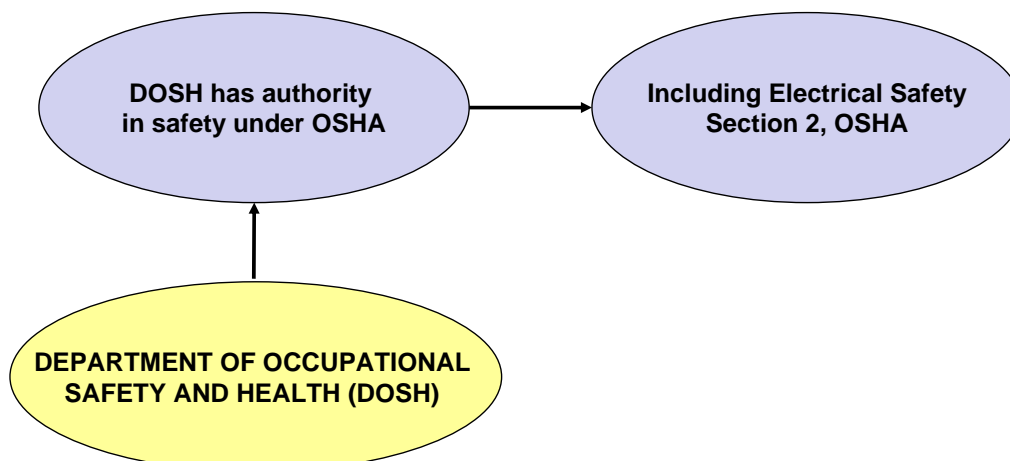 DOSH has authority
in safety under OSHA
Including Electrical Safety
Section 2, OSHA
DEPARTMENT OF OCCUPATIONAL
SAFETY AND HEALTH (DOSH)